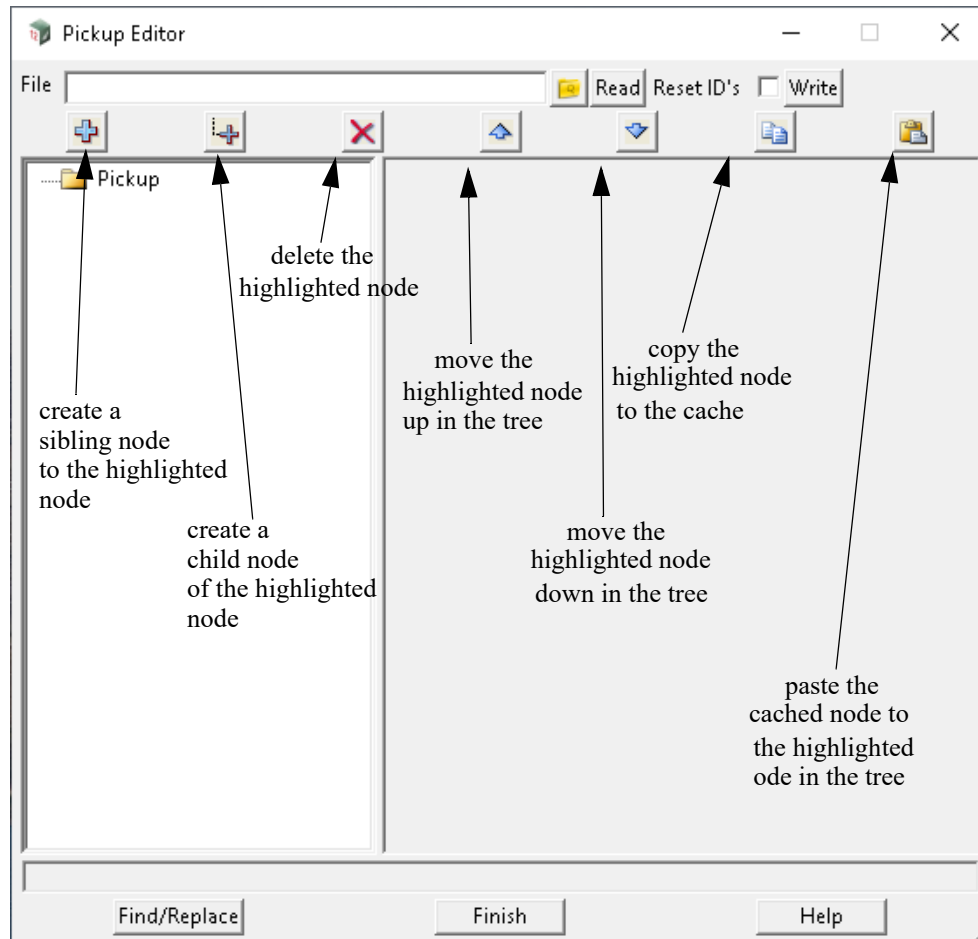 Pickup Editor
File Read Reset ID's Write
Pickup
delete the
highlighted node
move the
highlighted node
up in the tree
copy the
highlighted node
to the cache
create a
sibling node
to the highlighted
node
create a
child node
of the highlighted
node
move the
highlighted node
down in the tree
paste the
cached node to
the highlighted
ode in the tree
Find/Replace Finish Help